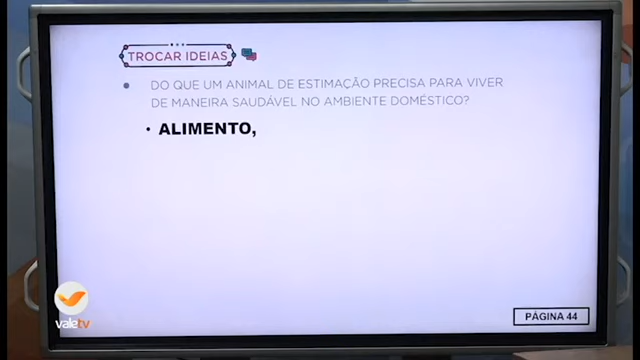 TROCAR IDEIAS
• DO QUE UM ANIMAL DE ESTIMAÇÃO PRECISA PARA VIVER
DE MANEIRA SAUDÁVEL NO AMBIENTE DOMÉSTICO?
• ALIMENTO,
PÁGINA 44
valetv